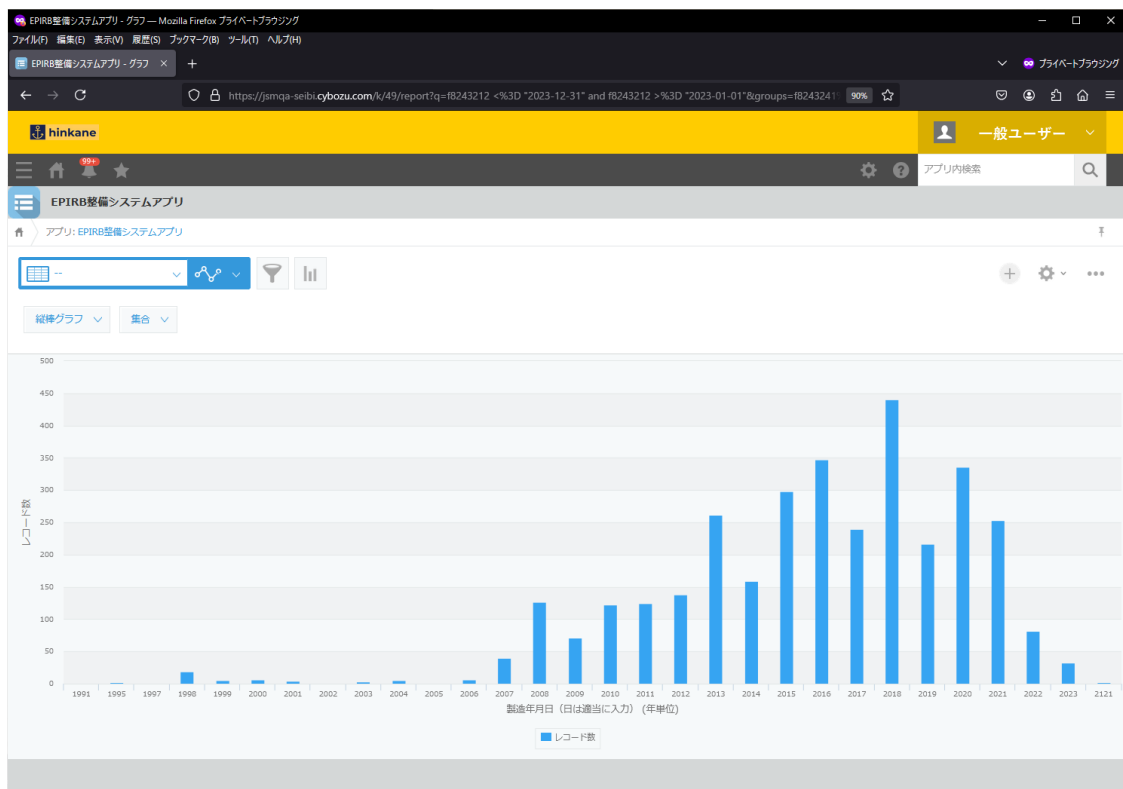 EPIRB整備システムアプリ - グラフ — Mozilla Firefox プライベートブラウジング
ファイル(F) 編集(E) 表示(V) 履歴(S) ブックマーク(B) ツール(T) ヘルプ(H)
EPIRB整備システムアプリ - グラフ
プライベートブラウジング
https://jsmqa-seibi.cybozu.com/k/49/report?q=f8243212 <%3D "2023-12-31" and f8243212 >%3D "2023-01-01"&groups=f8243241
90%
hinkane
一般ユーザー
99+
アプリ内検索
EPIRB整備システムアプリ
アプリ: EPIRB整備システムアプリ
--
縦棒グラフ 集合
500
450
400
350
300
250
200
150
100
50
0
レコード数
1991 1995 1997 1998 1999 2000 2001 2002 2003 2004 2005 2006 2007 2008 2009 2010 2011 2012 2013 2014 2015 2016 2017 2018 2019 2020 2021 2022 2023 2121
製造年月日（日は適当に入力） (年単位)
レコード数